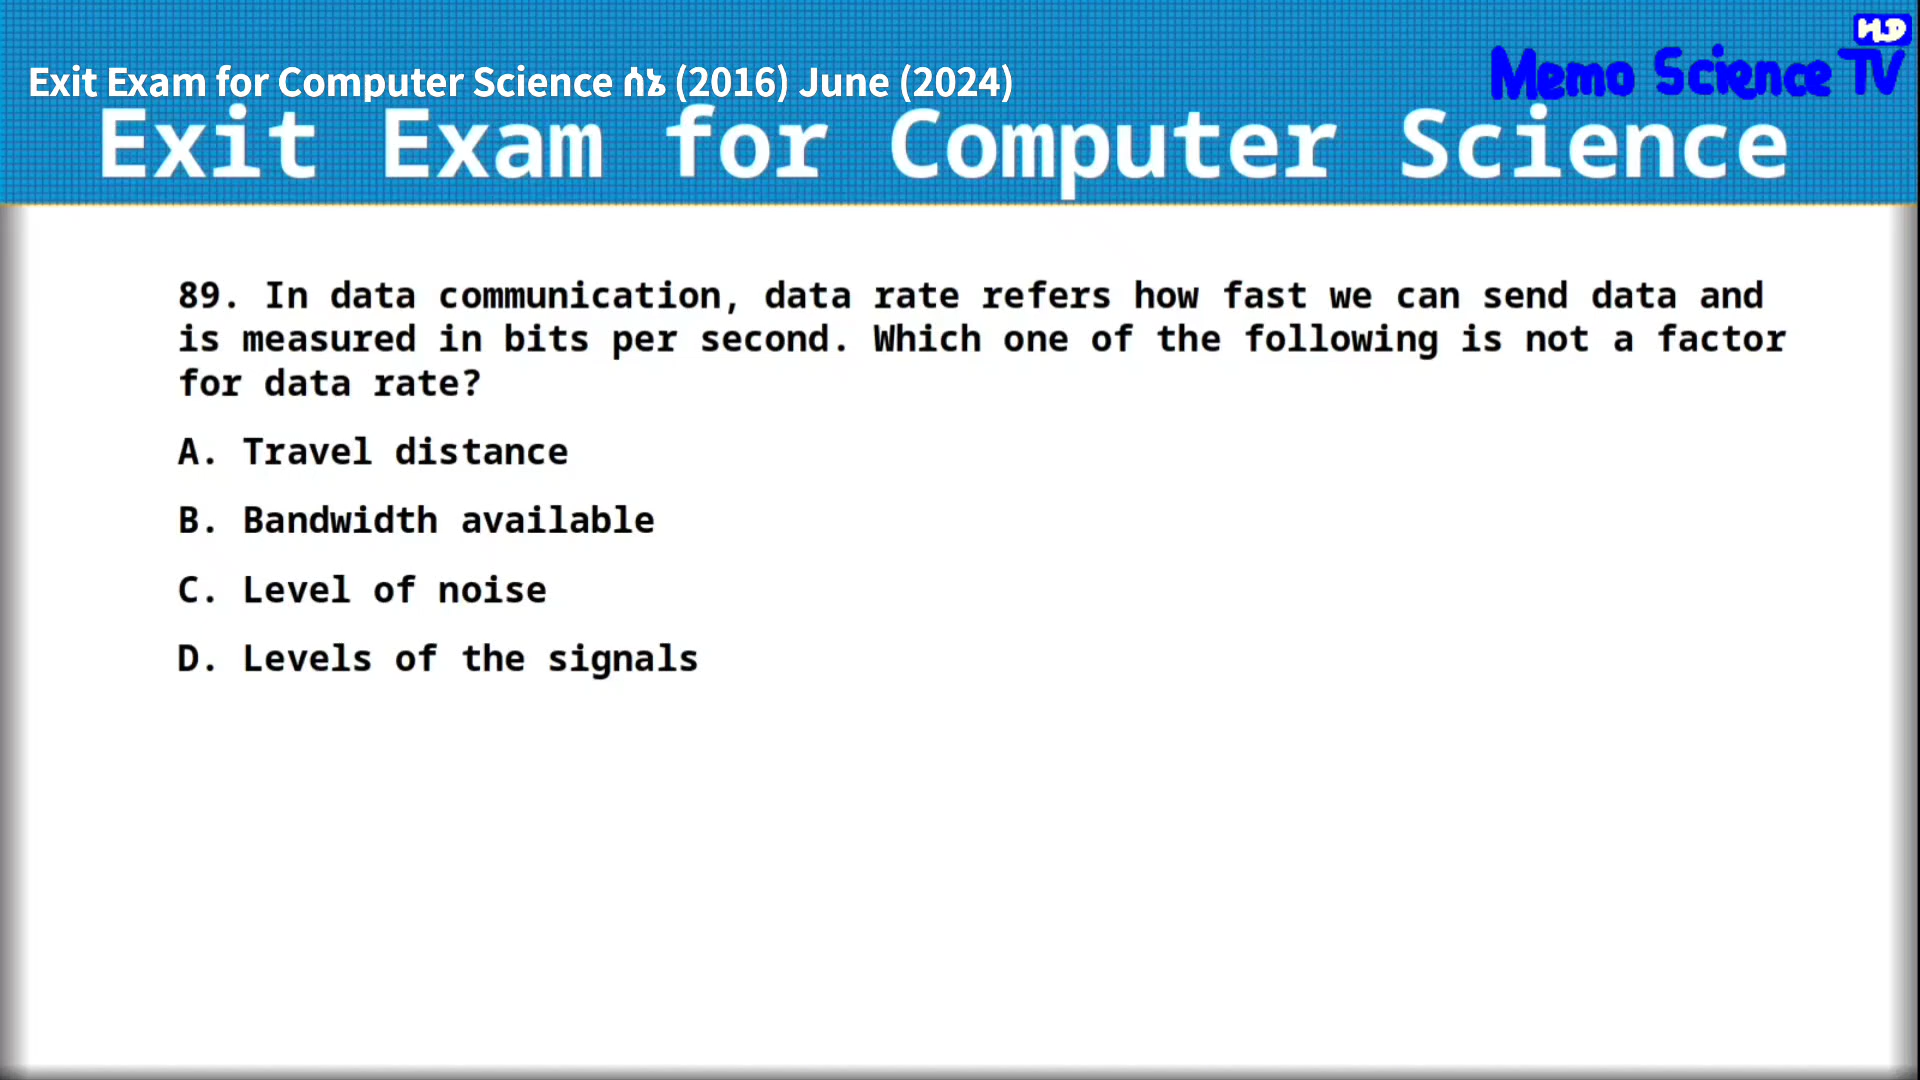 HD
Memo Science TV
Exit Exam for Computer Science ሰኔ (2016) June (2024)
Exit Exam for Computer Science
89. In data communication, data rate refers how fast we can send data and
is measured in bits per second. Which one of the following is not a factor
for data rate?
A. Travel distance
B. Bandwidth available
C. Level of noise
D. Levels of the signals